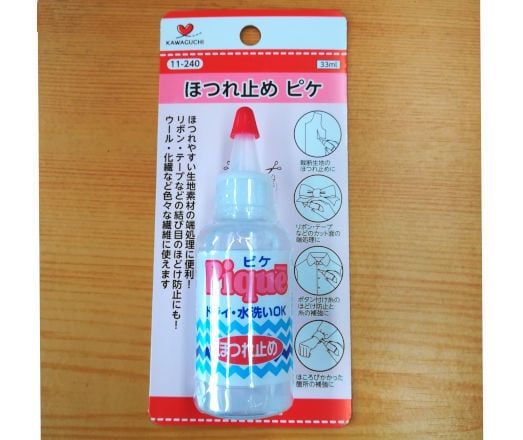 KAWAGUCHI
11-240
33ml
ほつれ止め ピケ
ほつれやすい生地素材の端処理に便利!
リボン・テープなどの結び目のほどけ防止にも!
ウール・化繊など色々な繊維に使えます
裁断生地の
ほつれ止めに
リボン・テープ
などのカット面の
端処理に
ボタン付け糸の
ほどけ防止と
糸の補強に
ほころびかかった
箇所の補強に
ピケ
Piqué
ドライ・水洗いOK
ほつれ止め